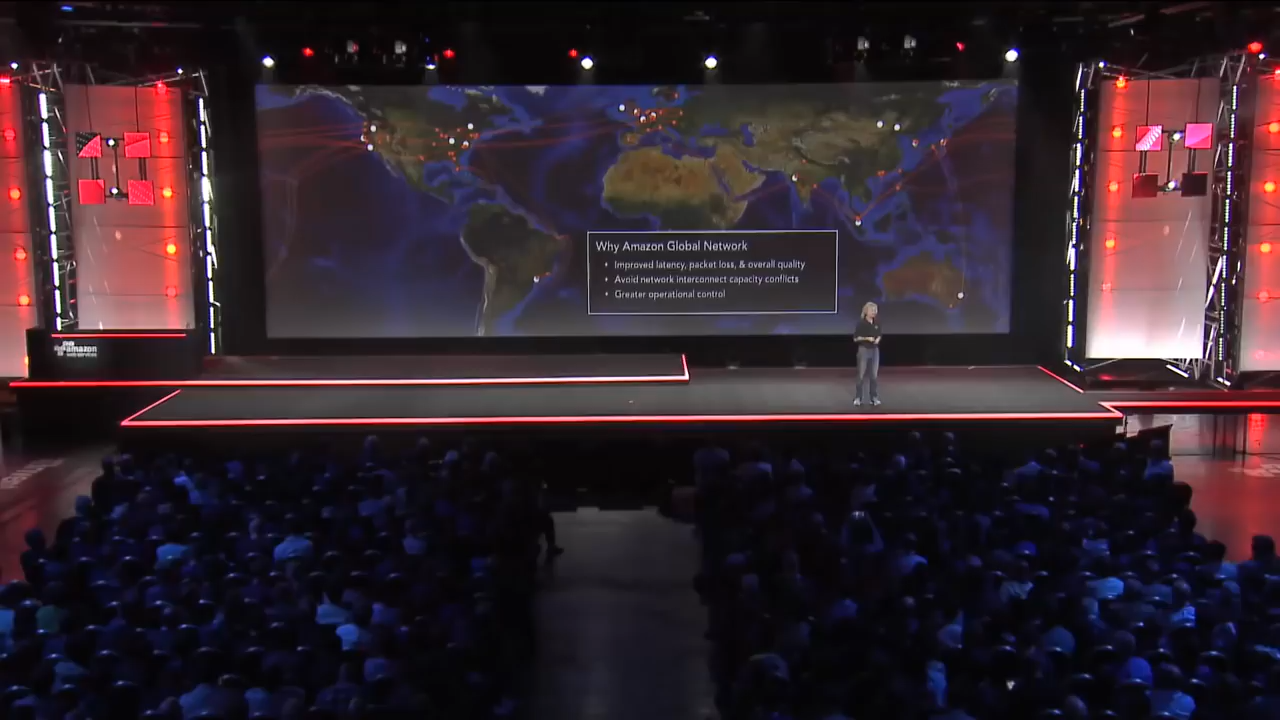 Why Amazon Global Network
• Improved latency, packet loss, & overall quality
• Avoid network interconnect capacity conflicts
• Greater operational control
amazon
web services